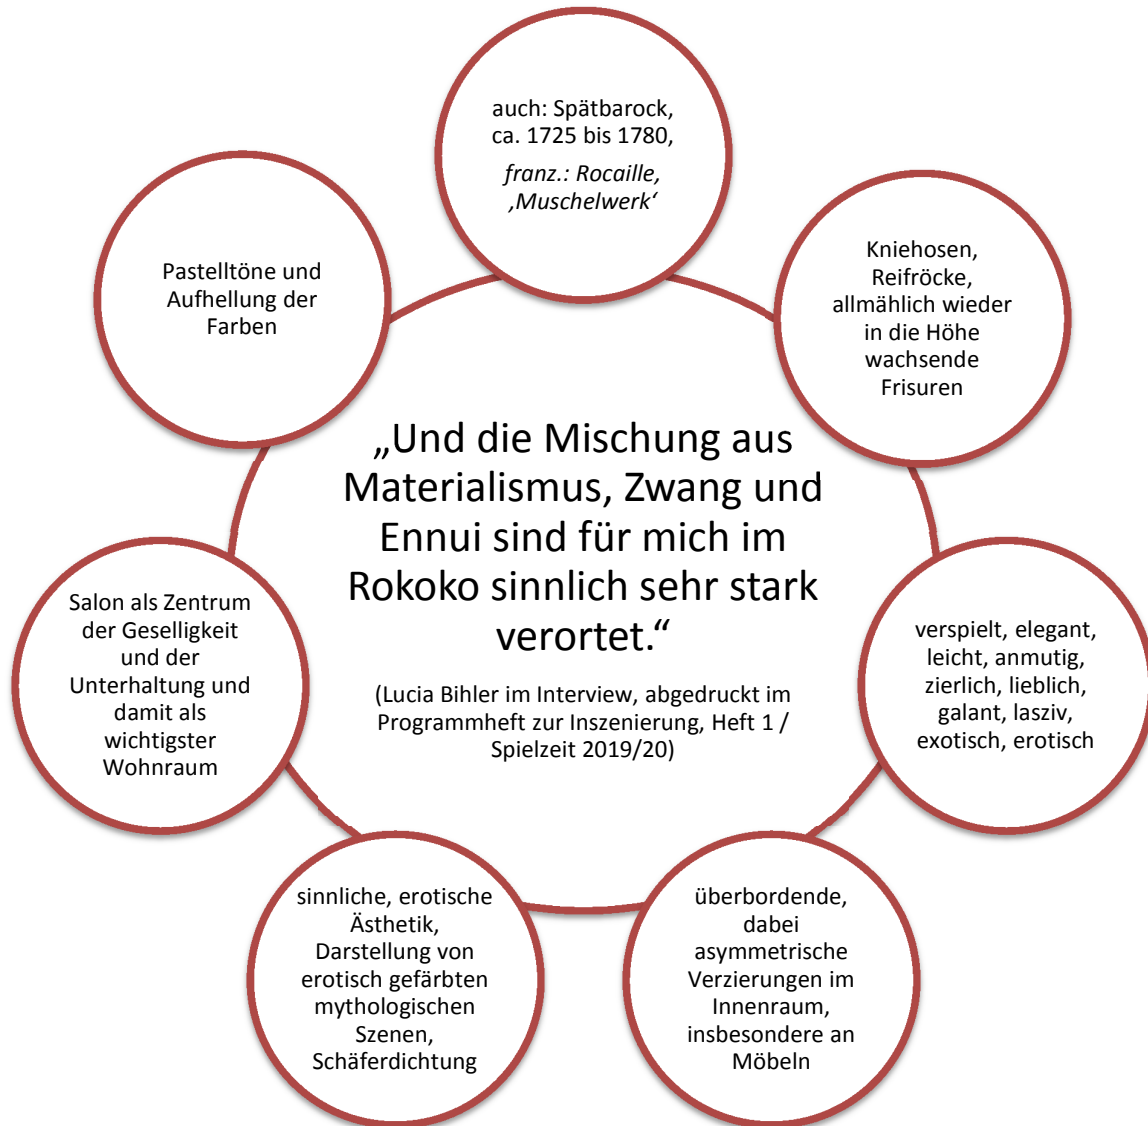 auch: Spätbarock,
ca. 1725 bis 1780,
franz.: Rocaille,
‚Muschelwerk‘
Kniehosen,
Reifröcke,
allmählich wieder
in die Höhe
wachsende
Frisuren
verspielt, elegant,
leicht, anmutig,
zierlich, lieblich,
galant, lasziv,
exotisch, erotisch
überbordende,
dabei
asymmetrische
Verzierungen im
Innenraum,
insbesondere an
Möbeln
sinnliche, erotische
Ästhetik,
Darstellung von
erotisch gefärbten
mythologischen
Szenen,
Schäferdichtung
Salon als Zentrum
der Geselligkeit
und der
Unterhaltung und
damit als
wichtigster
Wohnraum
Pastelltöne und
Aufhellung der
Farben
„Und die Mischung aus
Materialismus, Zwang und
Ennui sind für mich im
Rokoko sinnlich sehr stark
verortet.“
(Lucia Bihler im Interview, abgedruckt im
Programmheft zur Inszenierung, Heft 1 /
Spielzeit 2019/20)